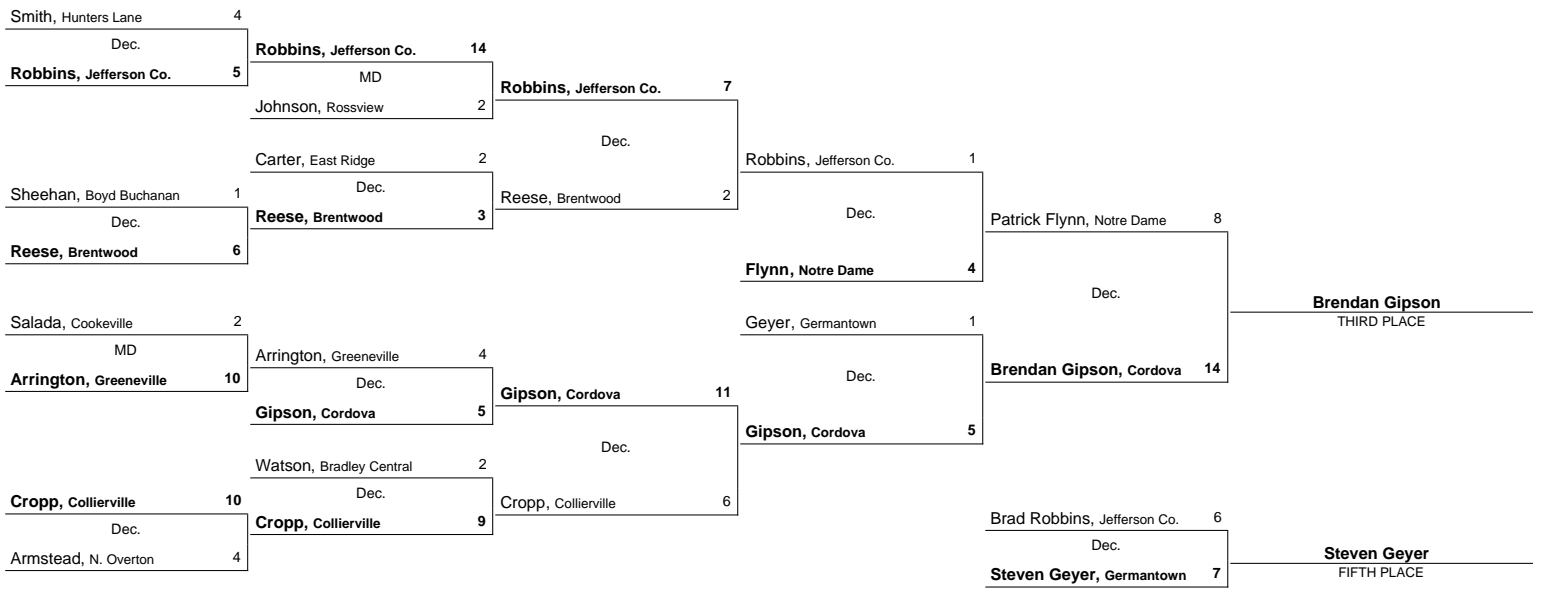 Smith, Hunters Lane 4
Dec.
Robbins, Jefferson Co. 5
Sheehan, Boyd Buchanan 1
Dec.
Reese, Brentwood 6
Salada, Cookeville 2
MD
Arrington, Greeneville 10
Cropp, Collierville 10
Dec.
Armstead, N. Overton 4
Robbins, Jefferson Co. 14
MD
Johnson, Rossview 2
Carter, East Ridge 2
Dec.
Reese, Brentwood 3
Arrington, Greeneville 4
Dec.
Gipson, Cordova 5
Watson, Bradley Central 2
Dec.
Cropp, Collierville 9
Robbins, Jefferson Co. 7
Dec.
Reese, Brentwood 2
Gipson, Cordova 11
Dec.
Cropp, Collierville 6
Robbins, Jefferson Co. 1
Dec.
Flynn, Notre Dame 4
Geyer, Germantown 1
Dec.
Gipson, Cordova 5
Patrick Flynn, Notre Dame 8
Dec.
Brendan Gipson, Cordova 14
Brendan Gipson
THIRD PLACE
Brad Robbins, Jefferson Co. 6
Dec.
Steven Geyer, Germantown 7
Steven Geyer
FIFTH PLACE